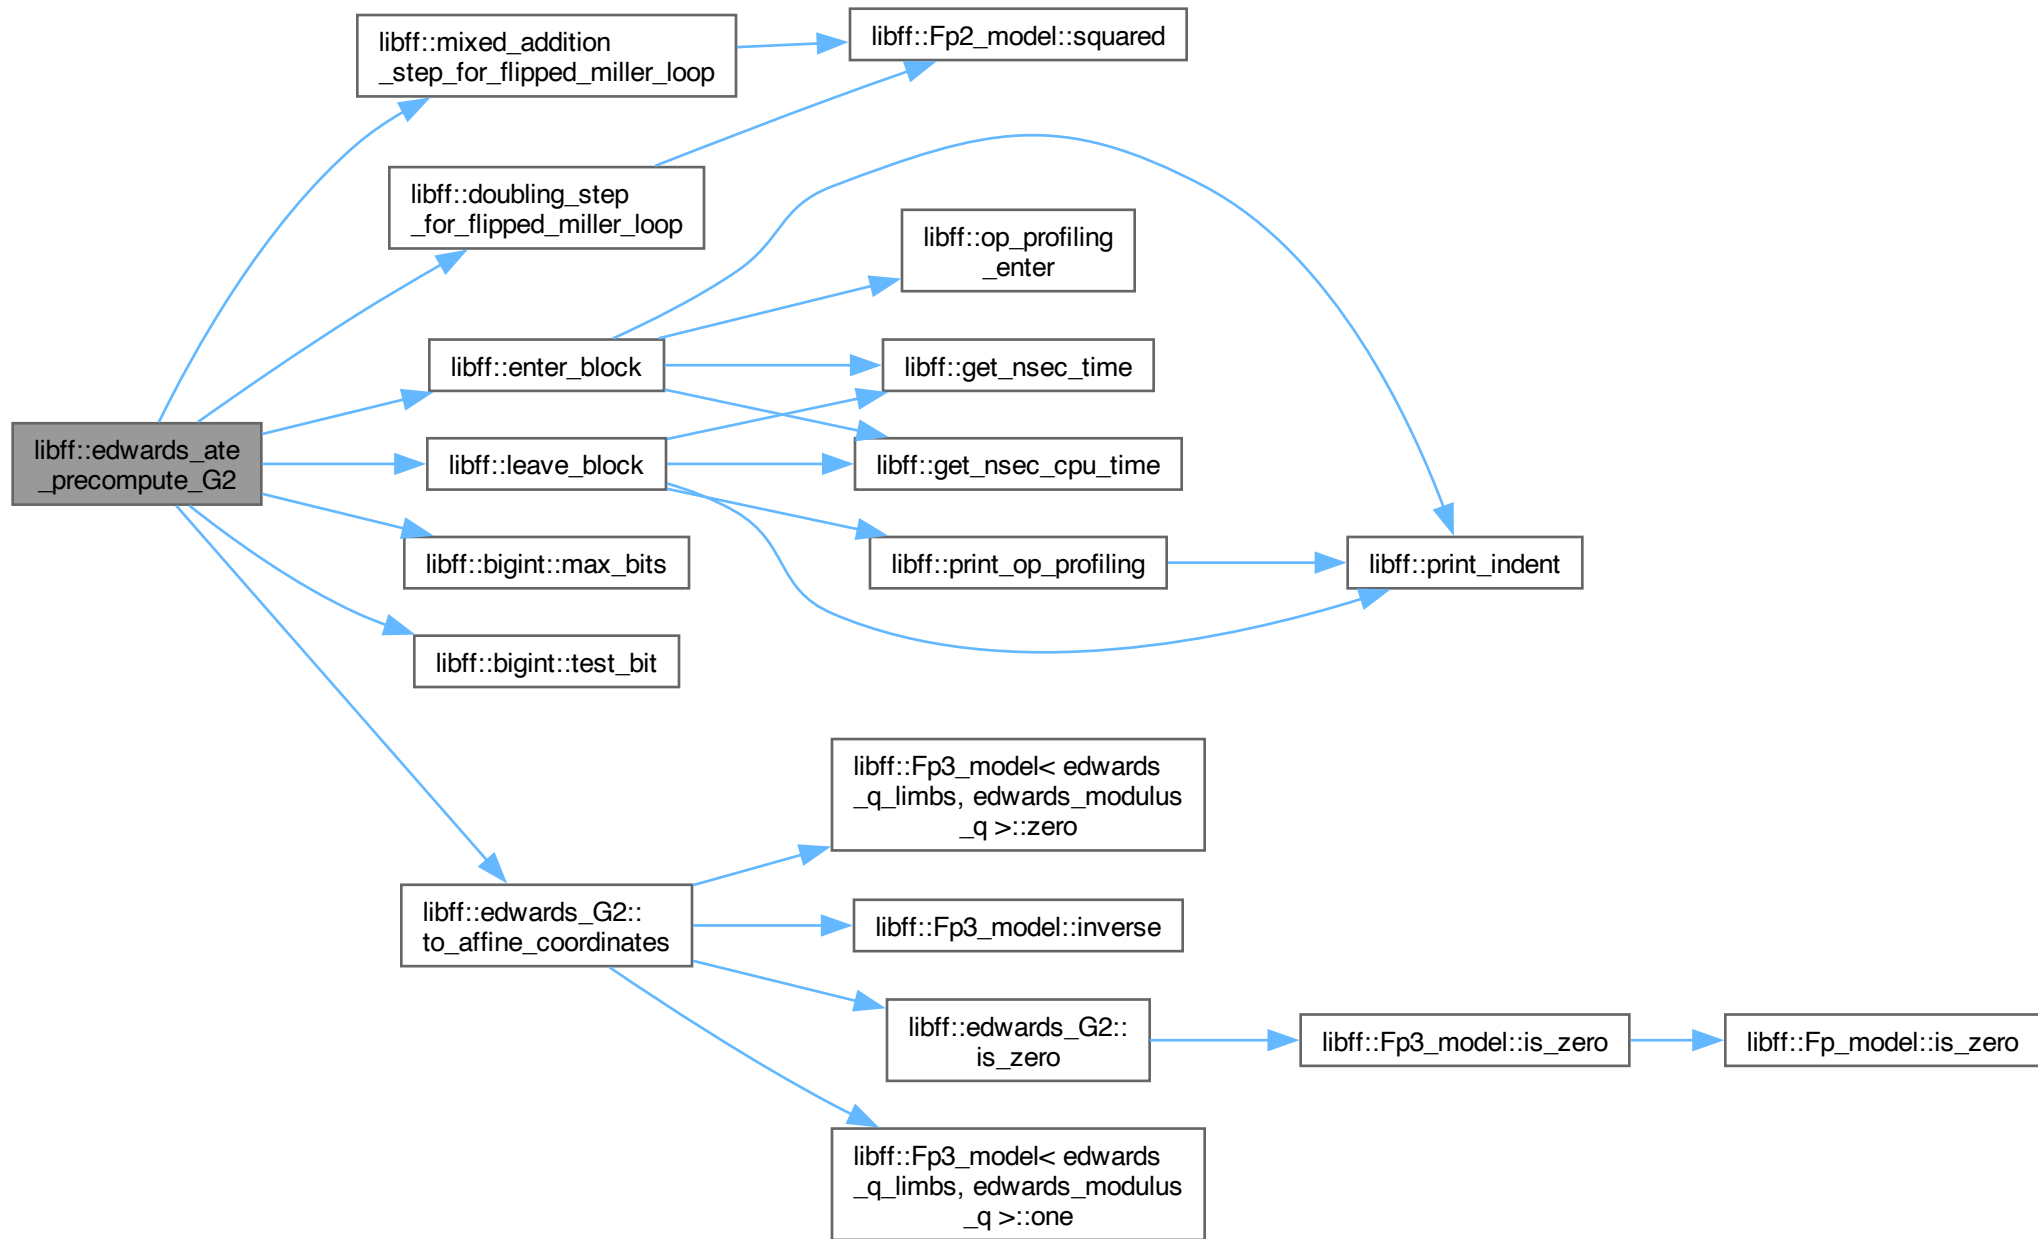 libff::mixed_addition
_step_for_flipped_miller_loop
libff::Fp2_model::squared
libff::doubling_step
_for_flipped_miller_loop
libff::op_profiling
_enter
libff::enter_block
libff::get_nsec_time
libff::edwards_ate
_precompute_G2
libff::leave_block
libff::get_nsec_cpu_time
libff::bigint::max_bits
libff::print_op_profiling
libff::print_indent
libff::bigint::test_bit
libff::Fp3_model< edwards
_q_limbs, edwards_modulus
_q >::zero
libff::edwards_G2::
to_affine_coordinates
libff::Fp3_model::inverse
libff::edwards_G2::
is_zero
libff::Fp3_model::is_zero
libff::Fp_model::is_zero
libff::Fp3_model< edwards
_q_limbs, edwards_modulus
_q >::one